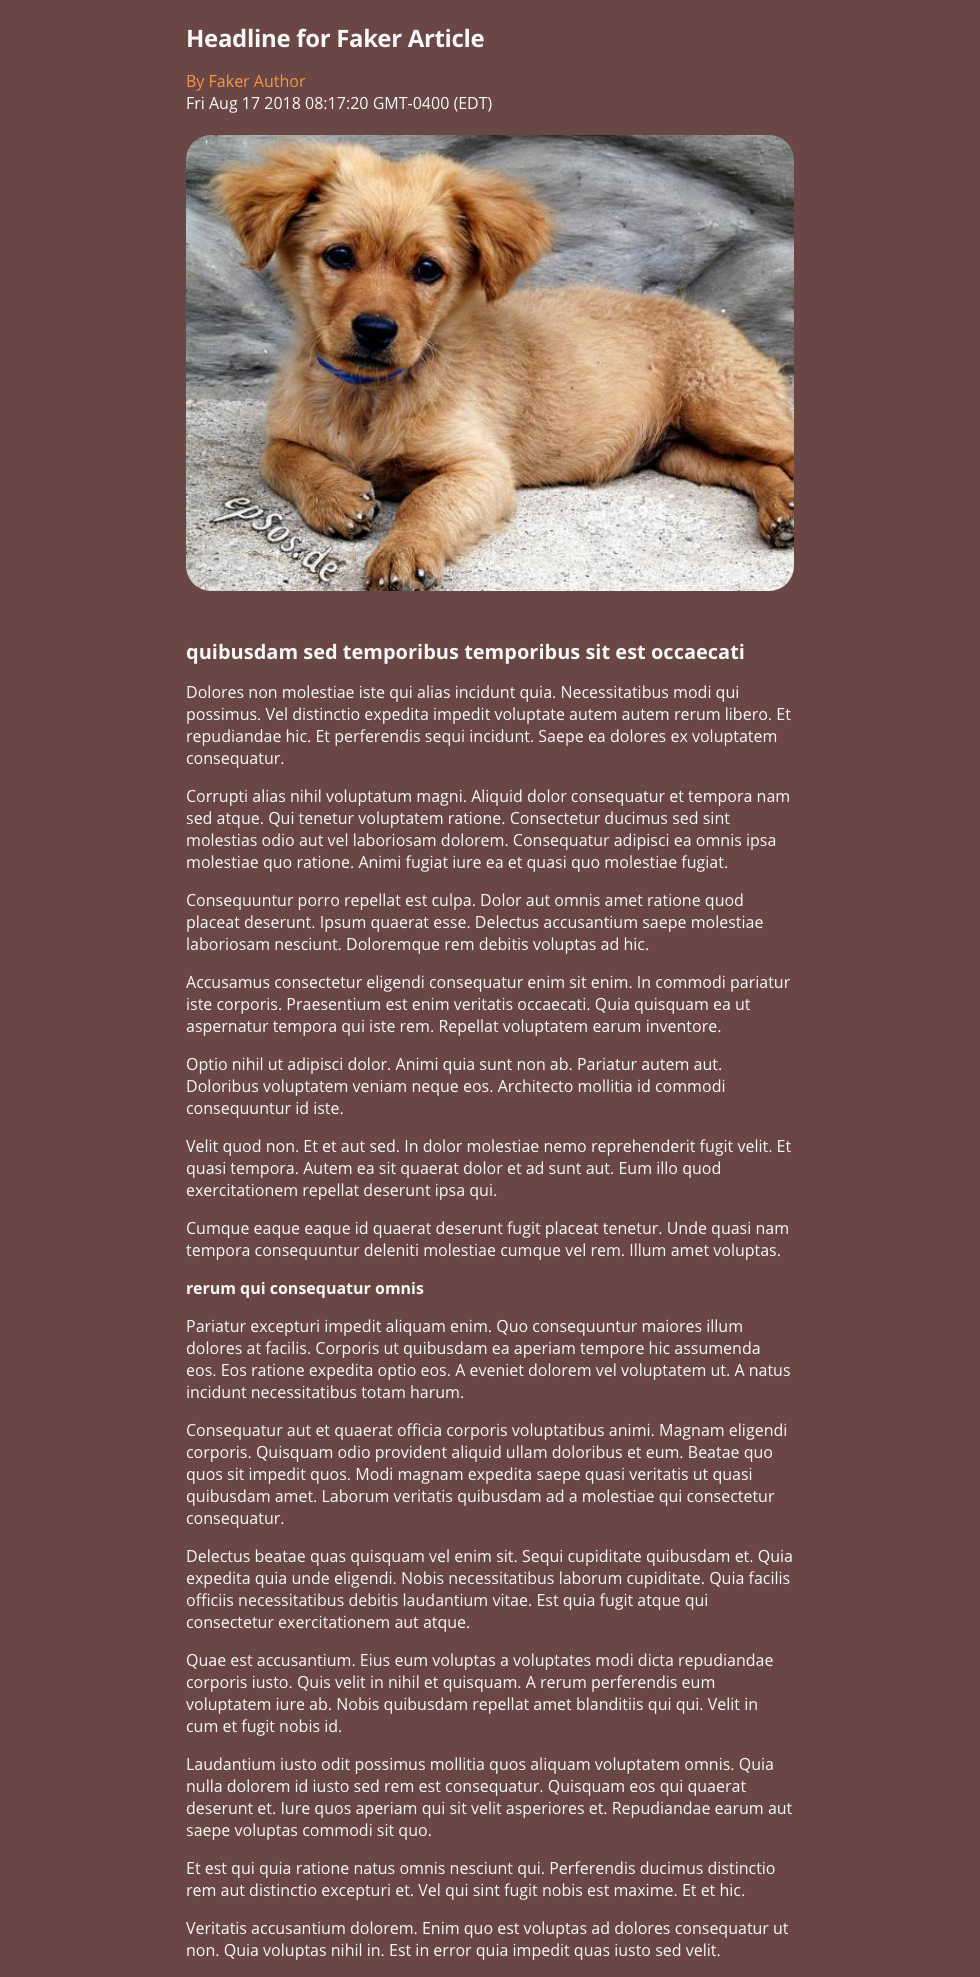 Headline for Faker Article
By Faker Author
Fri Aug 17 2018 08:17:20 GMT-0400 (EDT)
epSos.de
quibusdam sed temporibus temporibus sit est occaecati
Dolores non molestiae iste qui alias incidunt quia. Necessitatibus modi qui
possimus. Vel distinctio expedita impedit voluptate autem autem rerum libero. Et
repudiandae hic. Et perferendis sequi incidunt. Saepe ea dolores ex voluptatem
consequatur.
Corrupti alias nihil voluptatum magni. Aliquid dolor consequatur et tempora nam
sed atque. Qui tenetur voluptatem ratione. Consectetur ducimus sed sint
molestias odio aut vel laboriosam dolorem. Consequatur adipisci ea omnis ipsa
molestiae quo ratione. Animi fugiat iure ea et quasi quo molestiae fugiat.
Consequuntur porro repellat est culpa. Dolor aut omnis amet ratione quod
placeat deserunt. Ipsum quaerat esse. Delectus accusantium saepe molestiae
laboriosam nesciunt. Doloremque rem debitis voluptas ad hic.
Accusamus consectetur eligendi consequatur enim sit enim. In commodi pariatur
iste corporis. Praesentium est enim veritatis occaecati. Quia quisquam ea ut
aspernatur tempora qui iste rem. Repellat voluptatem earum inventore.
Optio nihil ut adipisci dolor. Animi quia sunt non ab. Pariatur autem aut.
Doloribus voluptatem veniam neque eos. Architecto mollitia id commodi
consequuntur id iste.
Velit quod non. Et et aut sed. In dolor molestiae nemo reprehenderit fugit velit. Et
quasi tempora. Autem ea sit quaerat dolor et ad sunt aut. Eum illo quod
exercitationem repellat deserunt ipsa qui.
Cumque eaque eaque id quaerat deserunt fugit placeat tenetur. Unde quasi nam
tempora consequuntur deleniti molestiae cumque vel rem. Illum amet voluptas.
rerum qui consequatur omnis
Pariatur excepturi impedit aliquam enim. Quo consequuntur maiores illum
dolores at facilis. Corporis ut quibusdam ea aperiam tempore hic assumenda
eos. Eos ratione expedita optio eos. A eveniet dolorem vel voluptatem ut. A natus
incidunt necessitatibus totam harum.
Consequatur aut et quaerat officia corporis voluptatibus animi. Magnam eligendi
corporis. Quisquam odio provident aliquid ullam doloribus et eum. Beatae quo
quos sit impedit quos. Modi magnam expedita saepe quasi veritatis ut quasi
quibusdam amet. Laborum veritatis quibusdam ad a molestiae qui consectetur
consequatur.
Delectus beatae quas quisquam vel enim sit. Sequi cupiditate quibusdam et. Quia
expedita quia unde eligendi. Nobis necessitatibus laborum cupiditate. Quia facilis
officiis necessitatibus debitis laudantium vitae. Est quia fugit atque qui
consectetur exercitationem aut atque.
Quae est accusantium. Eius eum voluptas a voluptates modi dicta repudiandae
corporis iusto. Quis velit in nihil et quisquam. A rerum perferendis eum
voluptatem iure ab. Nobis quibusdam repellat amet blanditiis qui qui. Velit in
cum et fugit nobis id.
Laudantium iusto odit possimus mollitia quos aliquam voluptatem omnis. Quia
nulla dolorem id iusto sed rem est consequatur. Quisquam eos qui quaerat
deserunt et. Iure quos aperiam qui sit velit asperiores et. Repudiandae earum aut
saepe voluptas commodi sit quo.
Et est qui quia ratione natus omnis nesciunt qui. Perferendis ducimus distinctio
rem aut distinctio excepturi et. Vel qui sint fugit nobis est maxime. Et et hic.
Veritatis accusantium dolorem. Enim quo est voluptas ad dolores consequatur ut
non. Quia voluptas nihil in. Est in error quia impedit quas iusto sed velit.